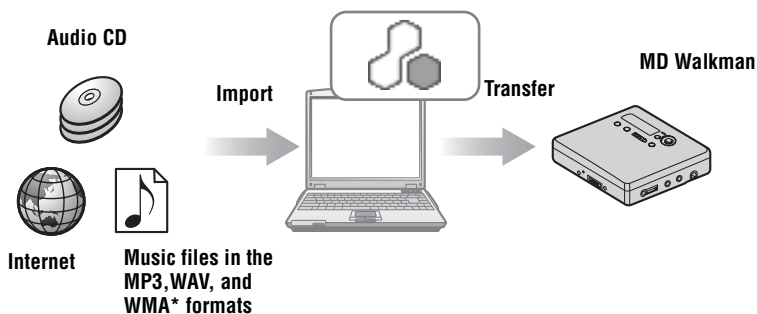 Audio CD
Import
Transfer
MD Walkman
Internet
Music files in the
MP3,WAV, and
WMA* formats